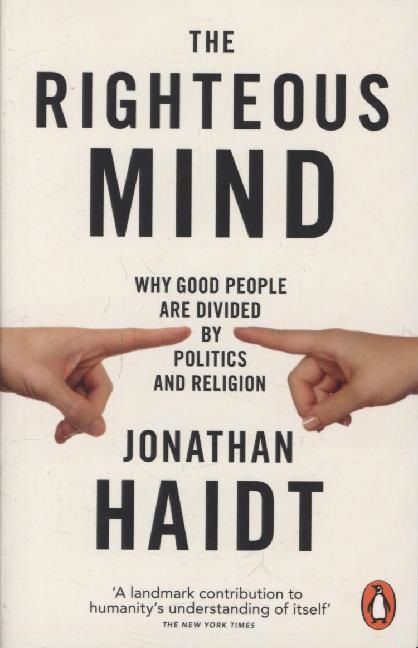 THE
RIGHTEOUS
MIND
WHY GOOD PEOPLE
ARE DIVIDED
BY
POLITICS
AND RELIGION
JONATHAN
HAIDT
'A landmark contribution to
humanity's understanding of itself'
THE NEW YORK TIMES